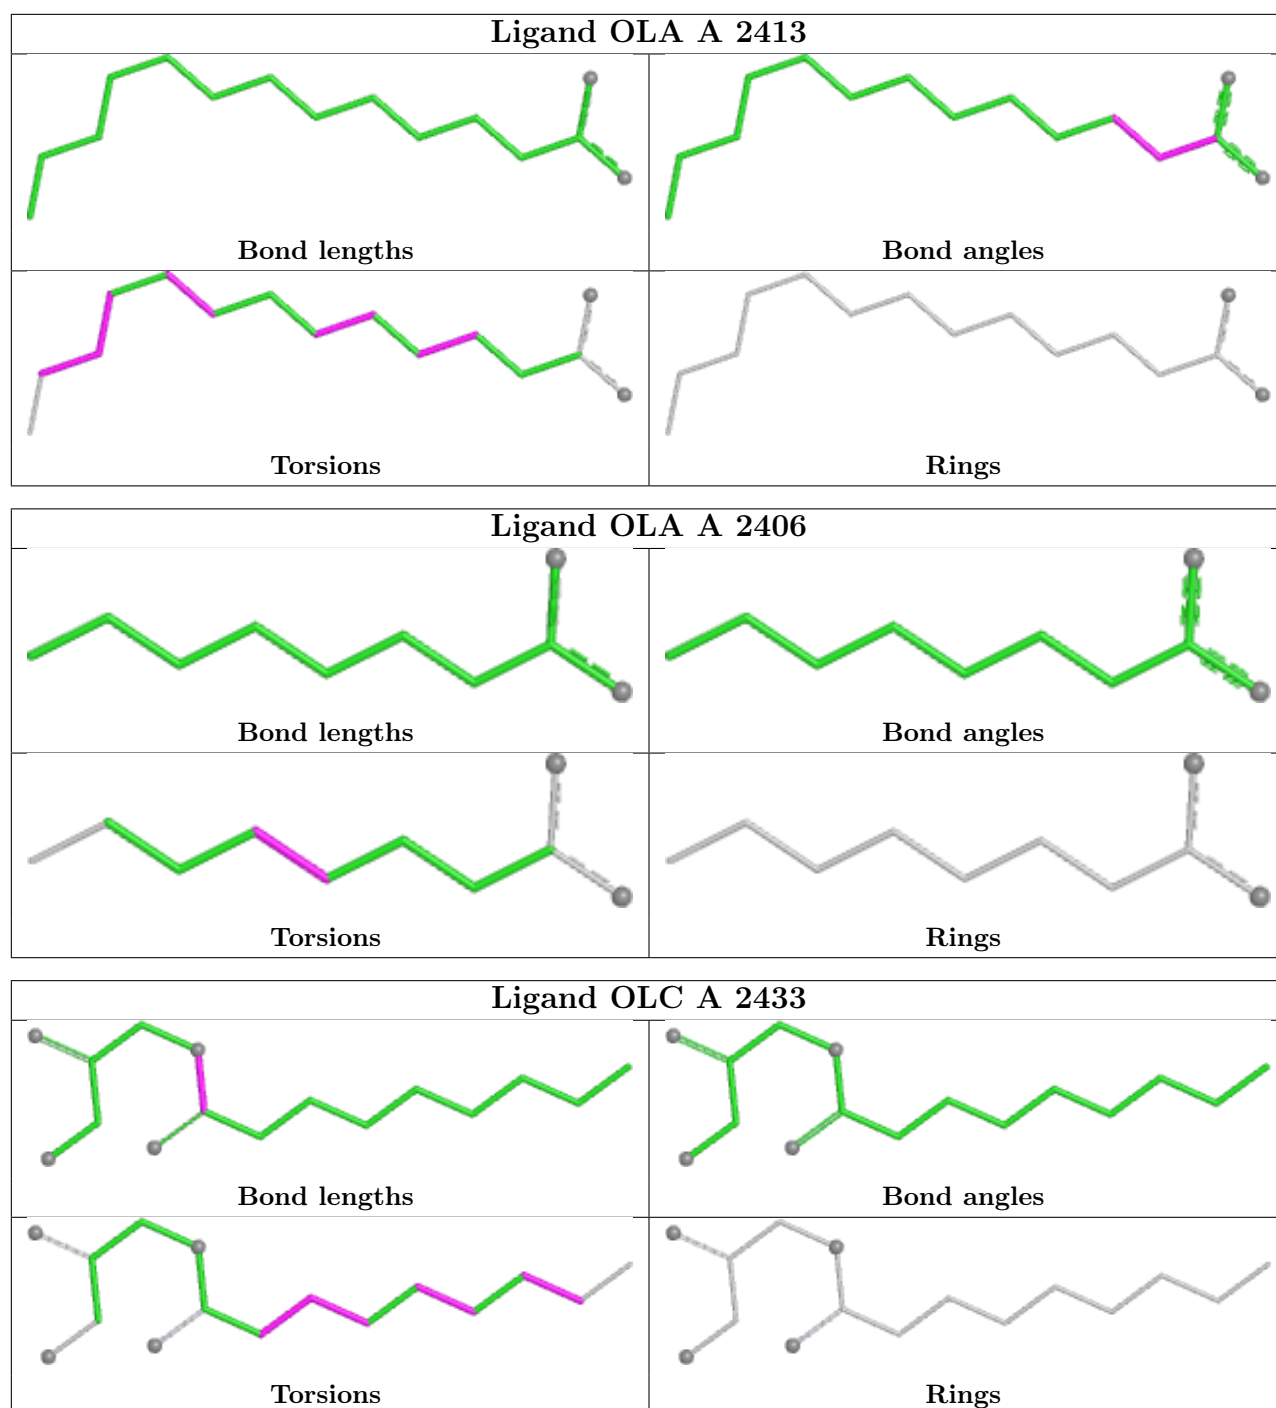 Ligand OLA A 2413
Bond lengths
Bond angles
Torsions
Rings
Ligand OLA A 2406
Bond lengths
Bond angles
Torsions
Rings
Ligand OLC A 2433
Bond lengths
Bond angles
Torsions
Rings